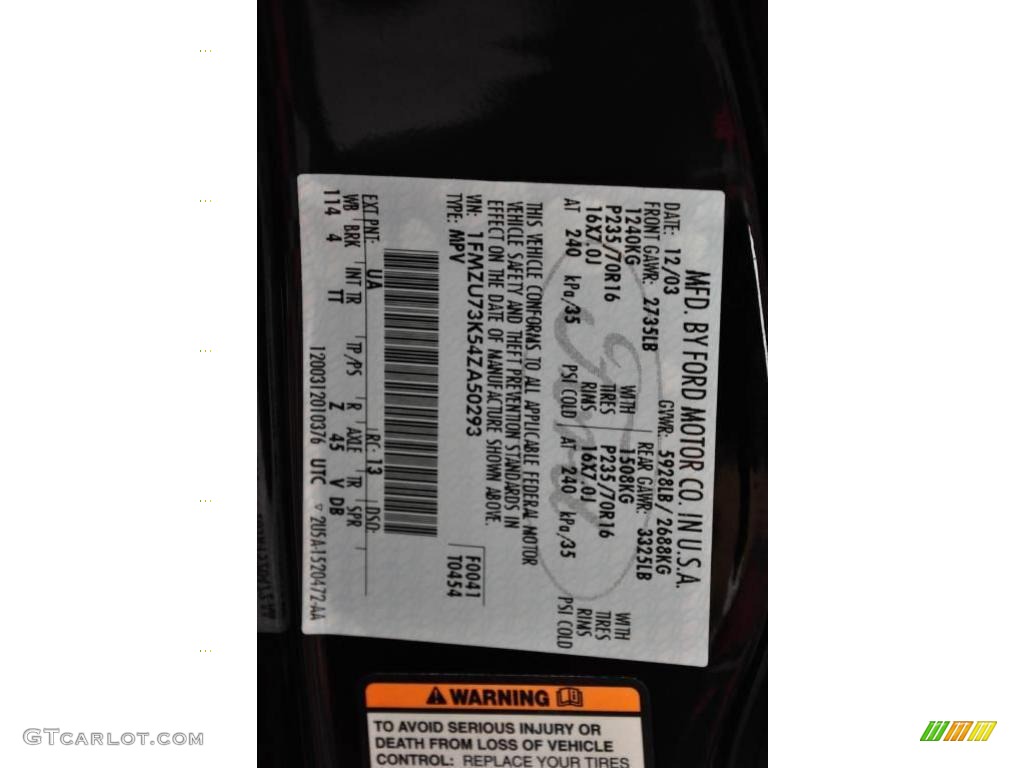 MFD. BY FORD MOTOR CO. IN U.S.A.
DATE: 12/03 GVWR: 5928LB / 2688KG
FRONT GAWR: 2735LB REAR GAWR: 3325LB
1240KG WITH 1508KG WITH
P235/70R16 TIRES P235/70R16 TIRES
16X7.0J RIMS 16X7.0J RIMS
AT 240 kPa/35 PSI COLD AT 240 kPa/35 PSI COLD
THIS VEHICLE CONFORMS TO ALL APPLICABLE FEDERAL MOTOR
VEHICLE SAFETY AND THEFT PREVENTION STANDARDS IN
EFFECT ON THE DATE OF MANUFACTURE SHOWN ABOVE.
VIN: 1FMZU73K54ZA50293 F0041
TYPE: MPV T0454
EXT PNT: UA RC: 13 DSO:
WB BRK INT TR TP/PS R AXLE TR SPR
114 4 TT Z 45 V DB
1200312010376 UTC 2U5A-1520472-AA
Ford
WARNING
TO AVOID SERIOUS INJURY OR
DEATH FROM LOSS OF VEHICLE
CONTROL: REPLACE YOUR TIRES
GTCARLOT.COM